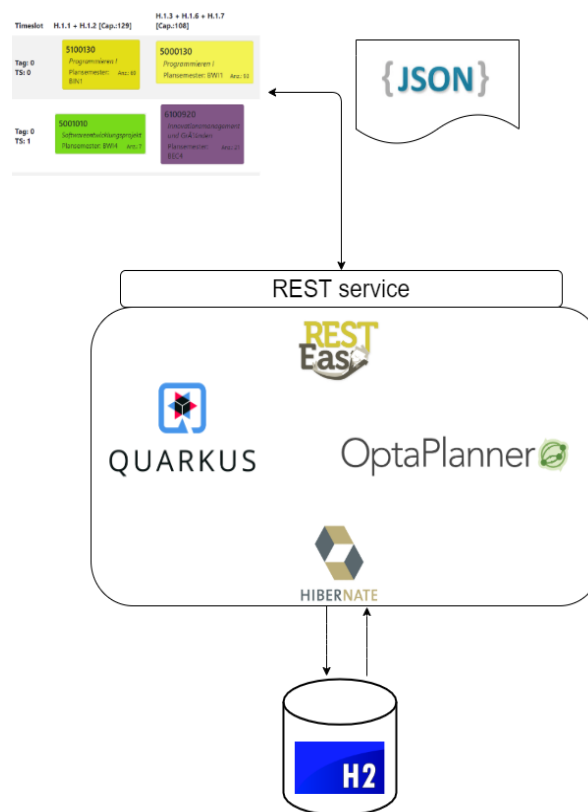 Timeslot H.1.1 + H.1.2 [Cap.:129] H.1.3 + H.1.6 + H.1.7
[Cap.:108]
Tag: 0
TS: 0
5100130
Programmieren I
Plansemester:
BIN1
5000130
Programmieren I
Plansemester: BWI1
Tag: 0
TS: 1
5001010
Softwareentwicklungsprojekt
Plansemester: BWI4 Anz.: 7
6100920
Innovationsmanagement
Plansemester: Anz.: 21
BEC4
{JSON}
REST service
REST
Easy
QUARKUS
OptaPlanner
HIBERNATE
H2